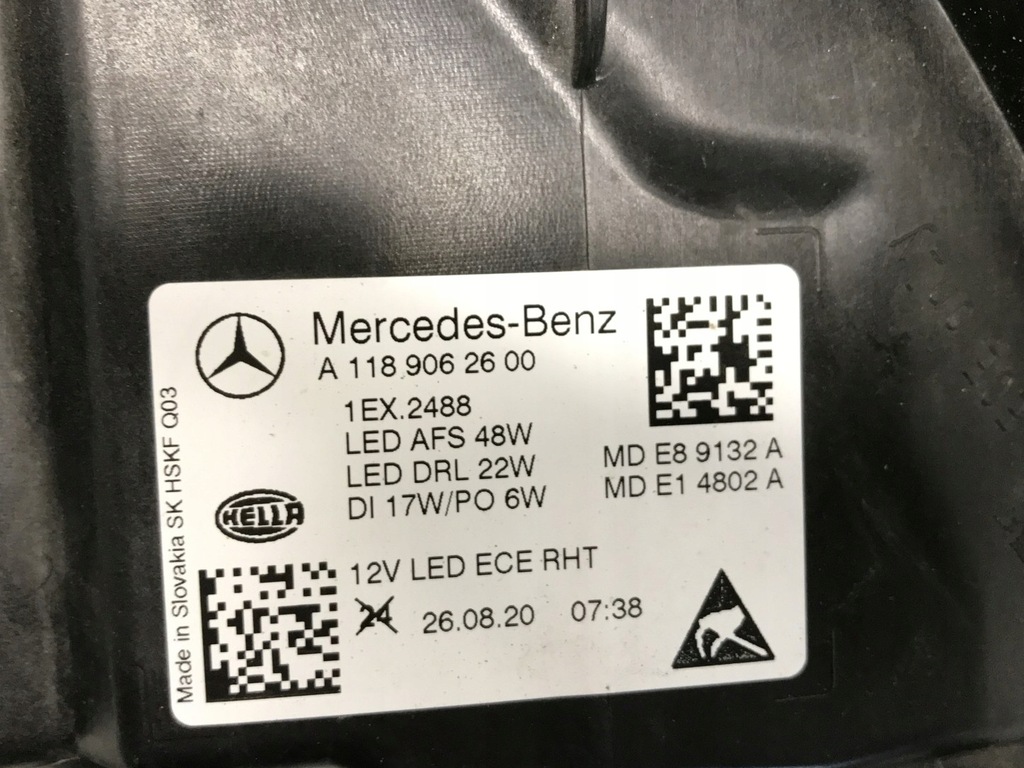 Mercedes-Benz
A 118 906 26 00
1EX.2488
LED AFS 48W
LED DRL 22W
DI 17W/PO 6W
MD E8 9132 A
MD E1 4802 A
HELLA
12V LED ECE RHT
24 26.08.20 07:38
Made in Slovakia SK HSKF Q03